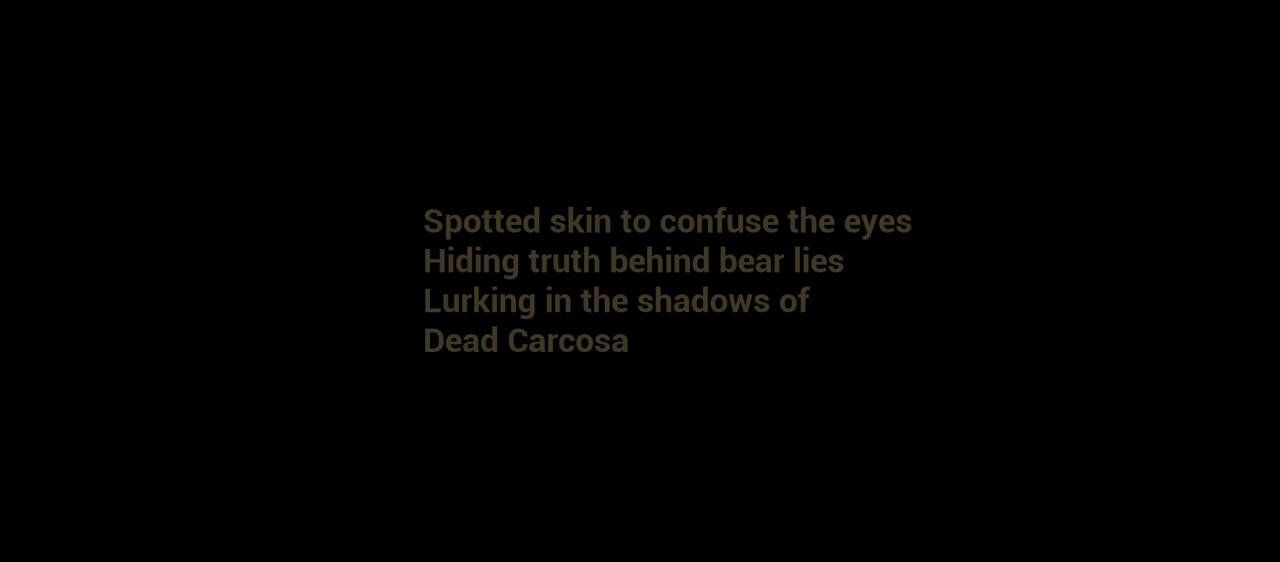 Spotted skin to confuse the eyes
Hiding truth behind bear lies
Lurking in the shadows of
Dead Carcosa